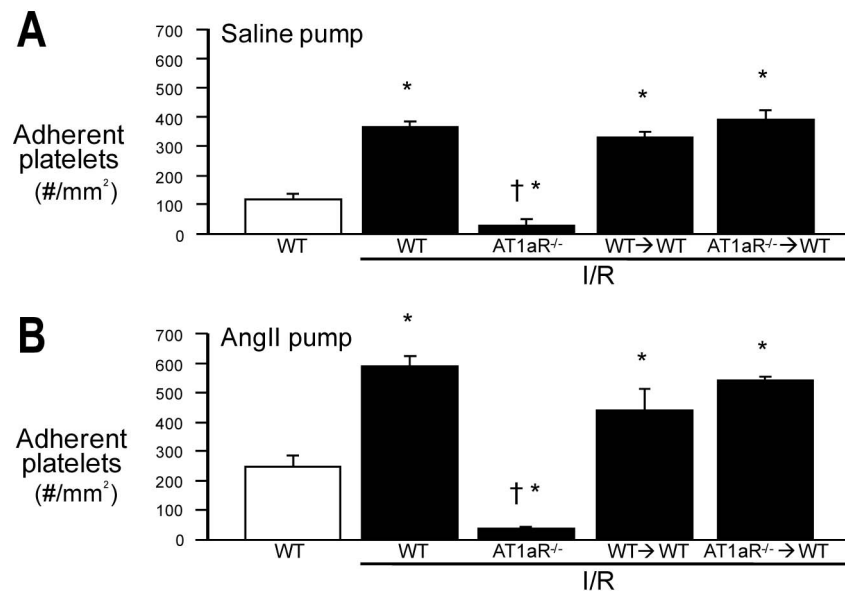 A
Saline pump
Adherent
platelets
(#/mm²)
700
600
500
400
300
200
100
0
*
† *
*
*
WT
WT
AT1aR-/-
WT→WT
AT1aR-/-→WT
I/R
B
AngII pump
Adherent
platelets
(#/mm²)
700
600
500
400
300
200
100
0
*
† *
*
*
WT
WT
AT1aR-/-
WT→WT
AT1aR-/-→WT
I/R